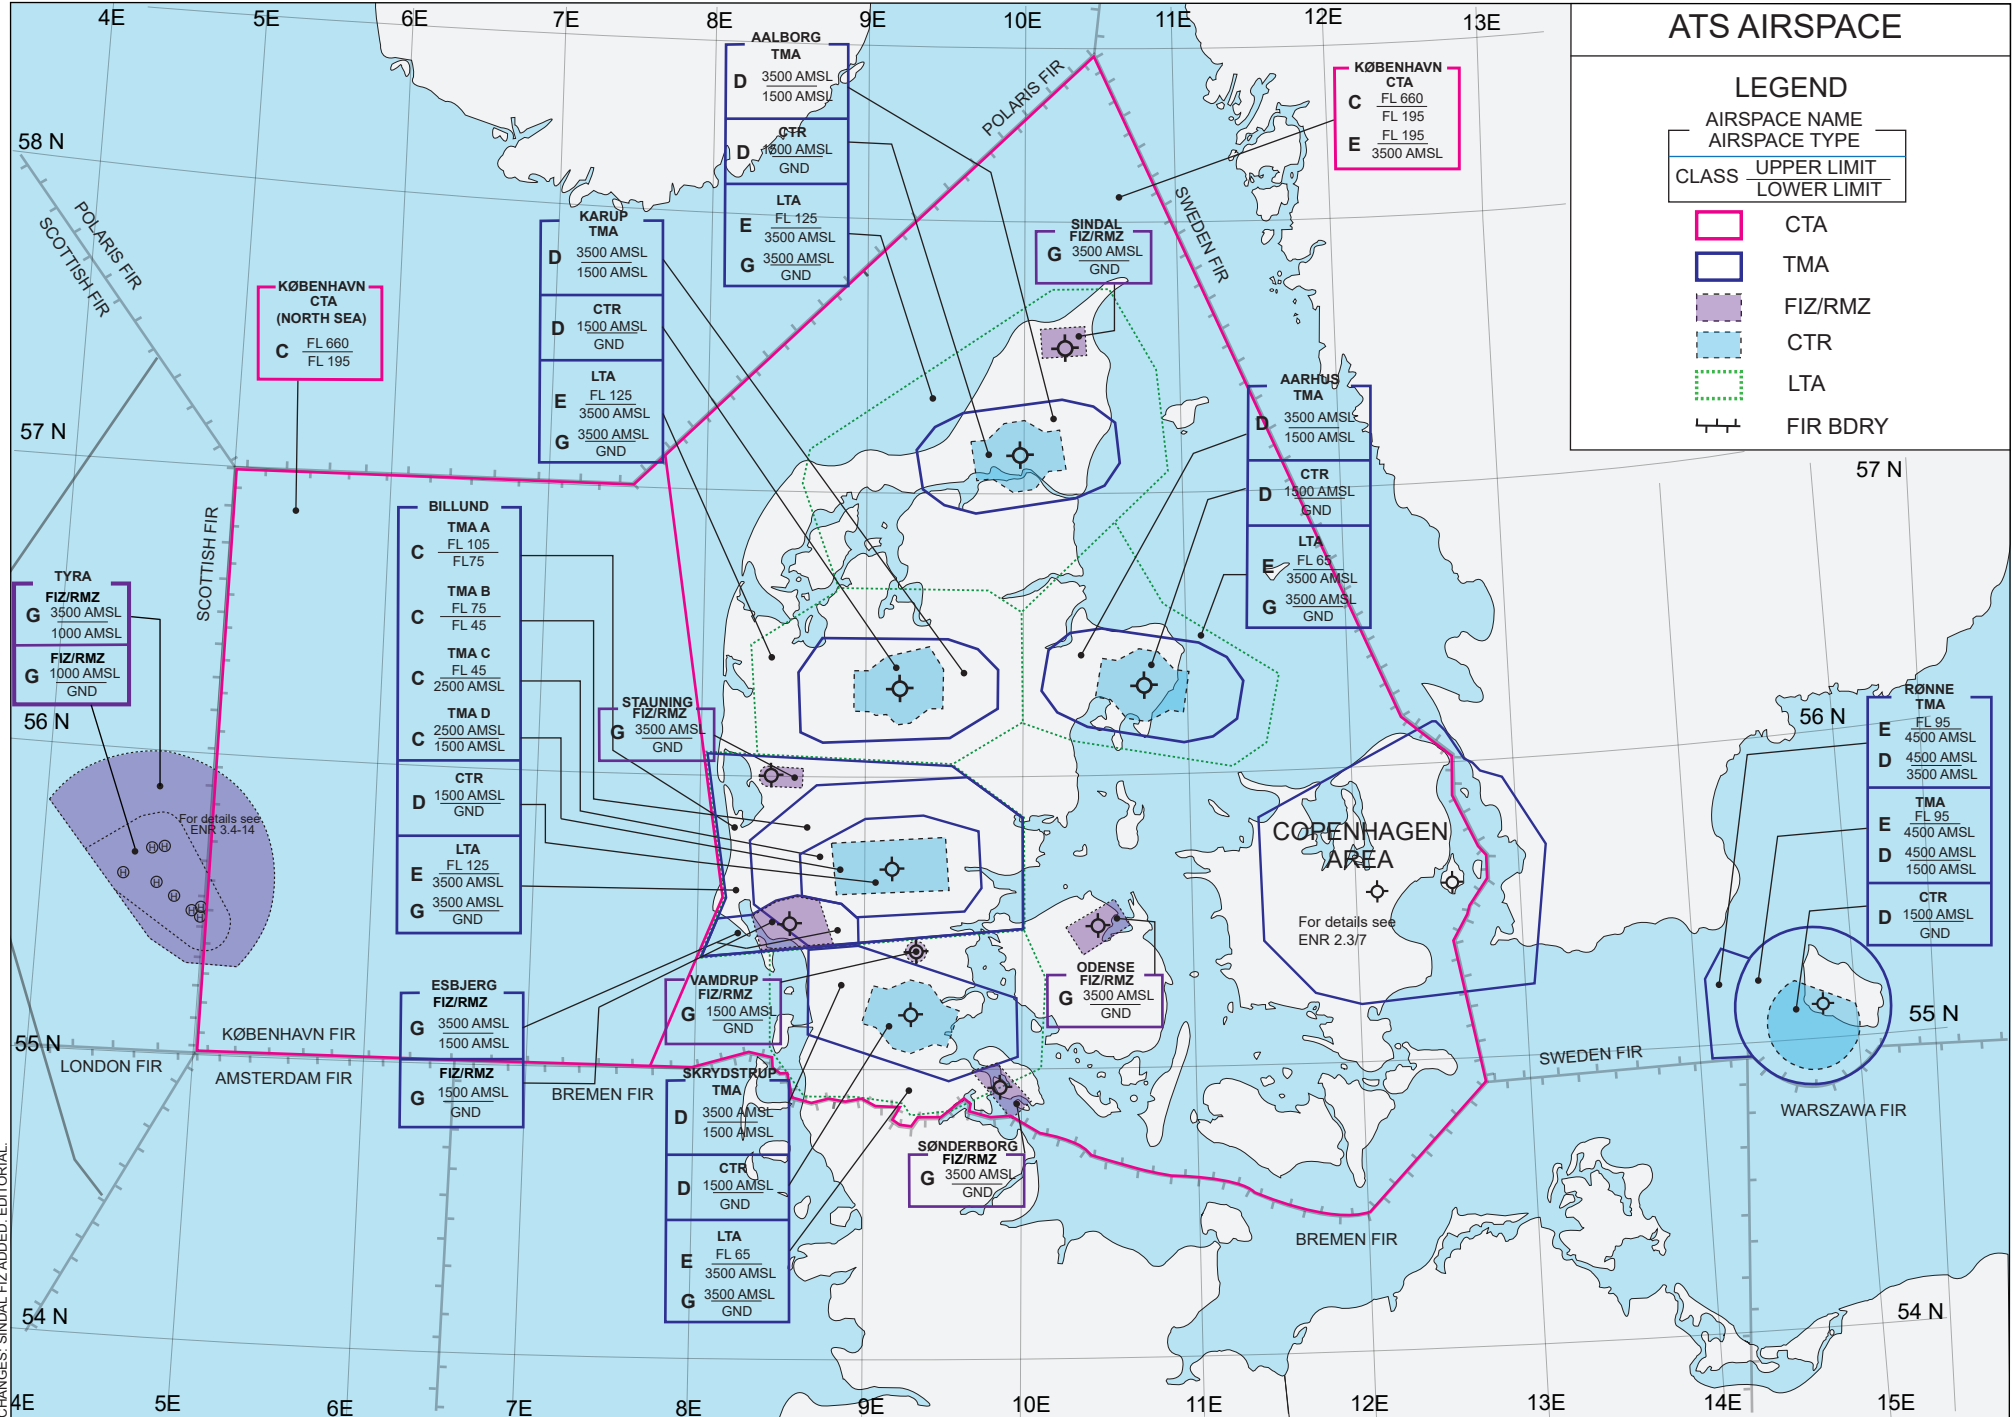 4E
5E
6E
7E
8E
9E
10E
11E
12E
13E
ATS AIRSPACE
LEGEND
AIRSPACE NAME
AIRSPACE TYPE
CLASS
UPPER LIMIT
LOWER LIMIT
CTA
TMA
FIZ/RMZ
CTR
LTA
FIR BDRY
AALBORG
TMA
D
3500 AMSL
1500 AMSL
CTR
D
1500 AMSL
GND
LTA
E
FL 125
3500 AMSL
G
3500 AMSL
GND
KØBENHAVN
CTA
C
FL 660
FL 195
E
FL 195
3500 AMSL
POLARIS FIR
SWEDEN FIR
58 N
POLARIS FIR
SCOTTISH FIR
KARUP
TMA
D
3500 AMSL
1500 AMSL
CTR
D
1500 AMSL
GND
LTA
E
FL 125
3500 AMSL
G
3500 AMSL
GND
SINDAL
FIZ/RMZ
G
3500 AMSL
GND
KØBENHAVN
CTA
(NORTH SEA)
C
FL 660
FL 195
AARHUS
TMA
D
3500 AMSL
1500 AMSL
CTR
D
1500 AMSL
GND
LTA
E
FL 65
3500 AMSL
G
3500 AMSL
GND
57 N
57 N
SCOTTISH FIR
BILLUND
TMA A
C
FL 105
FL75
TMA B
C
FL 75
FL 45
TMA C
C
FL 45
2500 AMSL
TMA D
C
2500 AMSL
1500 AMSL
CTR
D
1500 AMSL
GND
LTA
E
FL 125
3500 AMSL
G
3500 AMSL
GND
TYRA
FIZ/RMZ
G
3500 AMSL
1000 AMSL
FIZ/RMZ
G
1000 AMSL
GND
56 N
56 N
STAUNING
FIZ/RMZ
G
3500 AMSL
GND
RØNNE
TMA
E
FL 95
4500 AMSL
D
4500 AMSL
3500 AMSL
TMA
E
FL 95
4500 AMSL
D
4500 AMSL
1500 AMSL
CTR
D
1500 AMSL
GND
For details see
ENR 3.4-14
H
H
H
H
H
H
H
H
COPENHAGEN
AREA
For details see
ENR 2.3/7
ESBJERG
FIZ/RMZ
G
3500 AMSL
1500 AMSL
FIZ/RMZ
G
1500 AMSL
GND
VAMDRUP
FIZ/RMZ
G
1500 AMSL
GND
ODENSE
FIZ/RMZ
G
3500 AMSL
GND
55 N
55 N
KØBENHAVN FIR
LONDON FIR
AMSTERDAM FIR
BREMEN FIR
SWEDEN FIR
WARSZAWA FIR
SKRYDSTRUP
TMA
D
3500 AMSL
1500 AMSL
CTR
D
1500 AMSL
GND
LTA
E
FL 65
3500 AMSL
G
3500 AMSL
GND
SØNDERBORG
FIZ/RMZ
G
3500 AMSL
GND
BREMEN FIR
54 N
54 N
CHANGES: SINDAL FIZ ADDED. EDITORIAL.
4E
5E
6E
7E
8E
9E
10E
11E
12E
13E
14E
15E